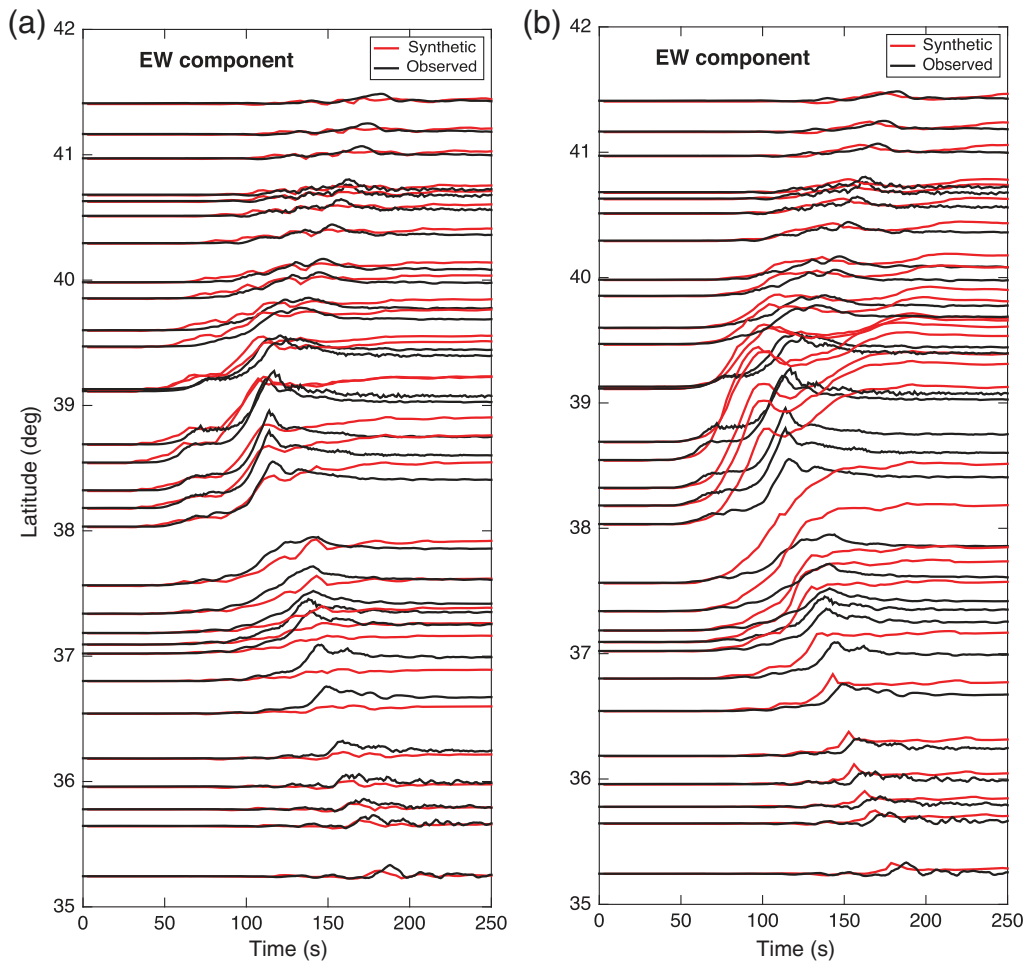 (a)
EW component
Synthetic
Observed
Latitude (deg)
42
41
40
39
38
37
36
35
0 50 100 150 200 250
Time (s)
(b)
EW component
Synthetic
Observed
42
41
40
39
38
37
36
35
0 50 100 150 200 250
Time (s)